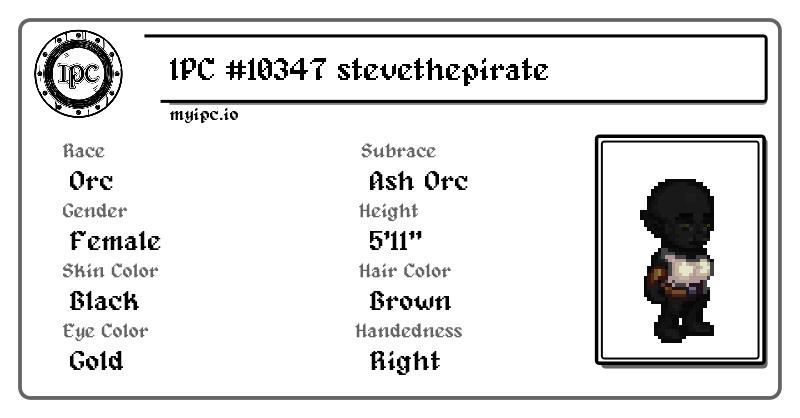 IPC
IPC #10347 stevethepirate
myipc.io
Race
Orc
Subrace
Ash Orc
Gender
Female
Height
5'11"
Skin Color
Black
Hair Color
Brown
Eye Color
Gold
Handedness
Right